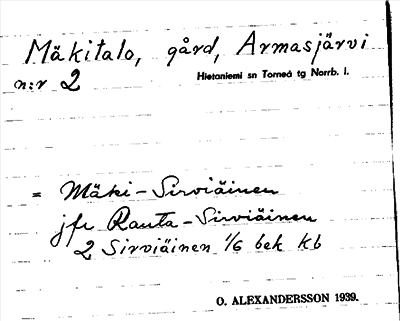 Mäkitalo, gård, Armasjärvi
n:r 2 Hietaniemi sn Torneå tg Norrb. l.
= Mäki-Sirviäinen
jfr Rauta-Sirviäinen
2 Sirviäinen 1/6 bek kb
O. ALEXANDERSSON 1939.